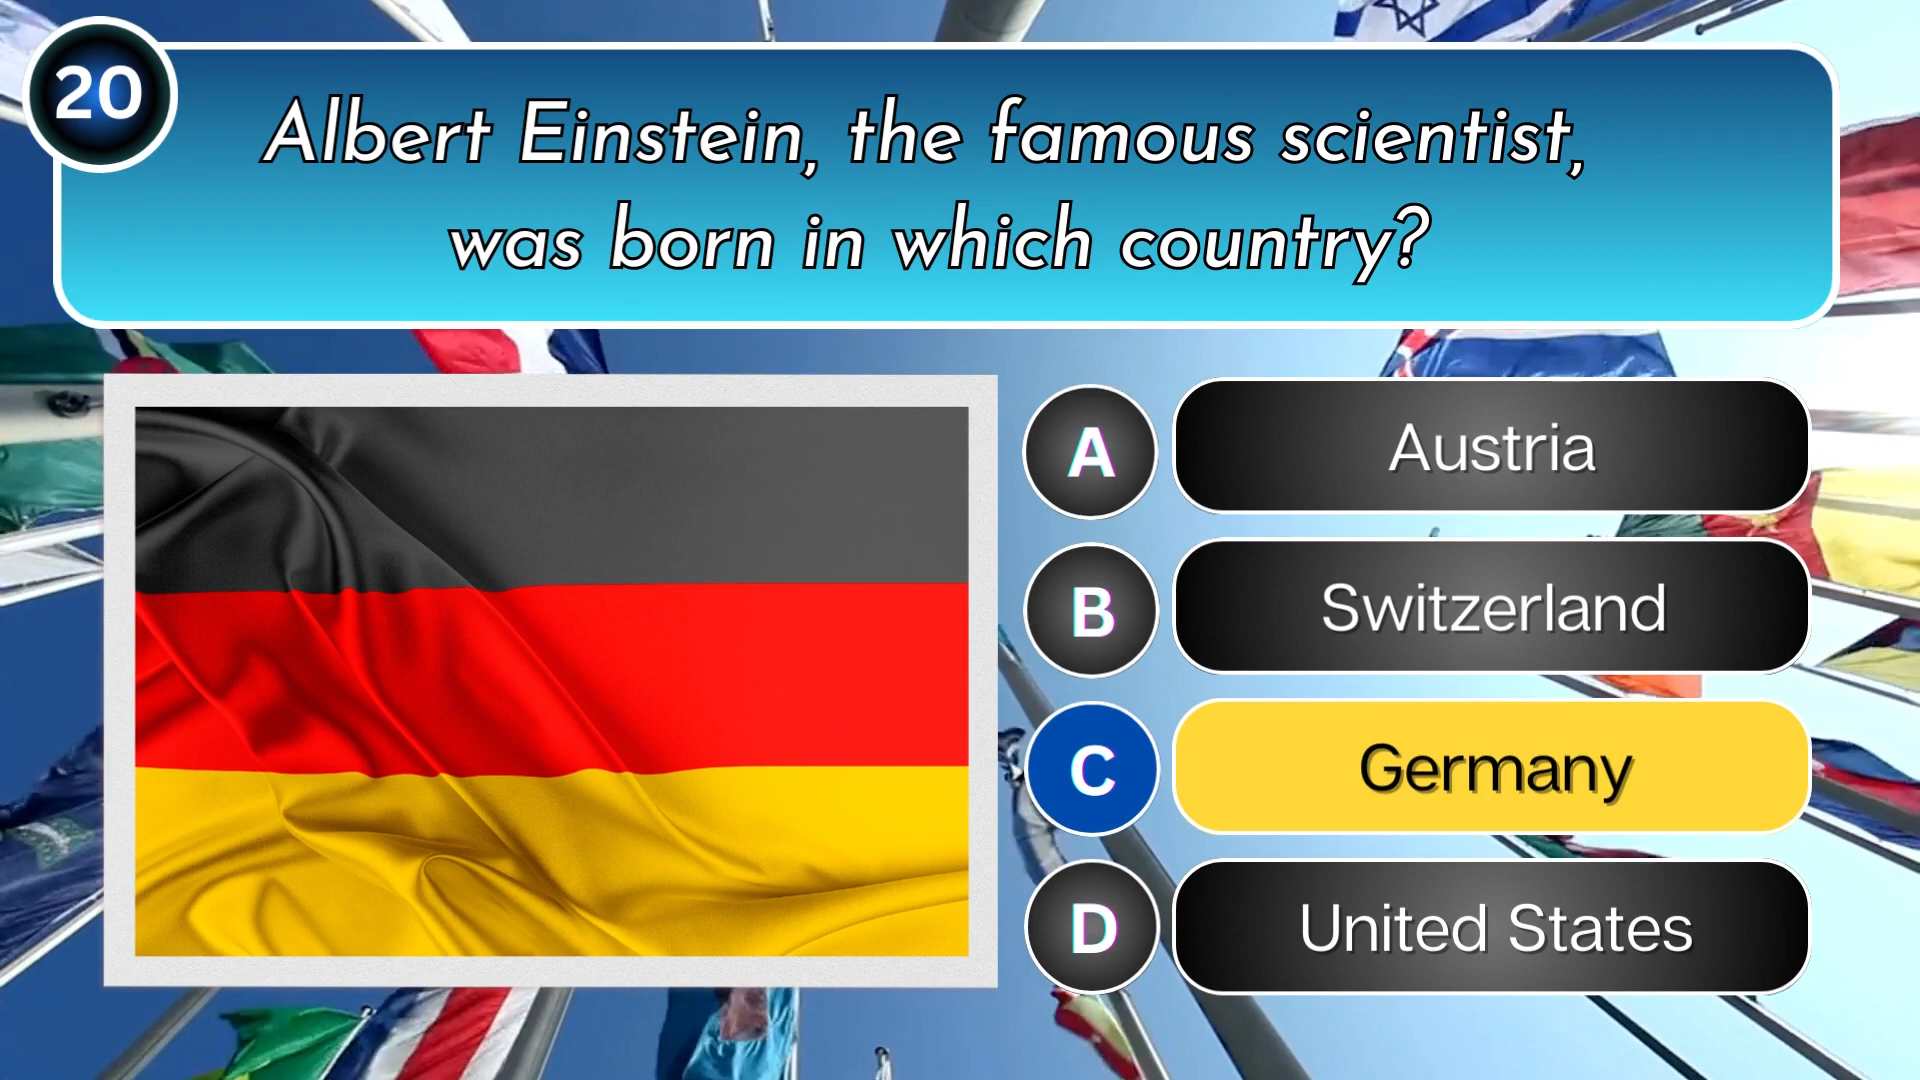 20
Albert Einstein, the famous scientist,
was born in which country?
A Austria
B Switzerland
C Germany
D United States